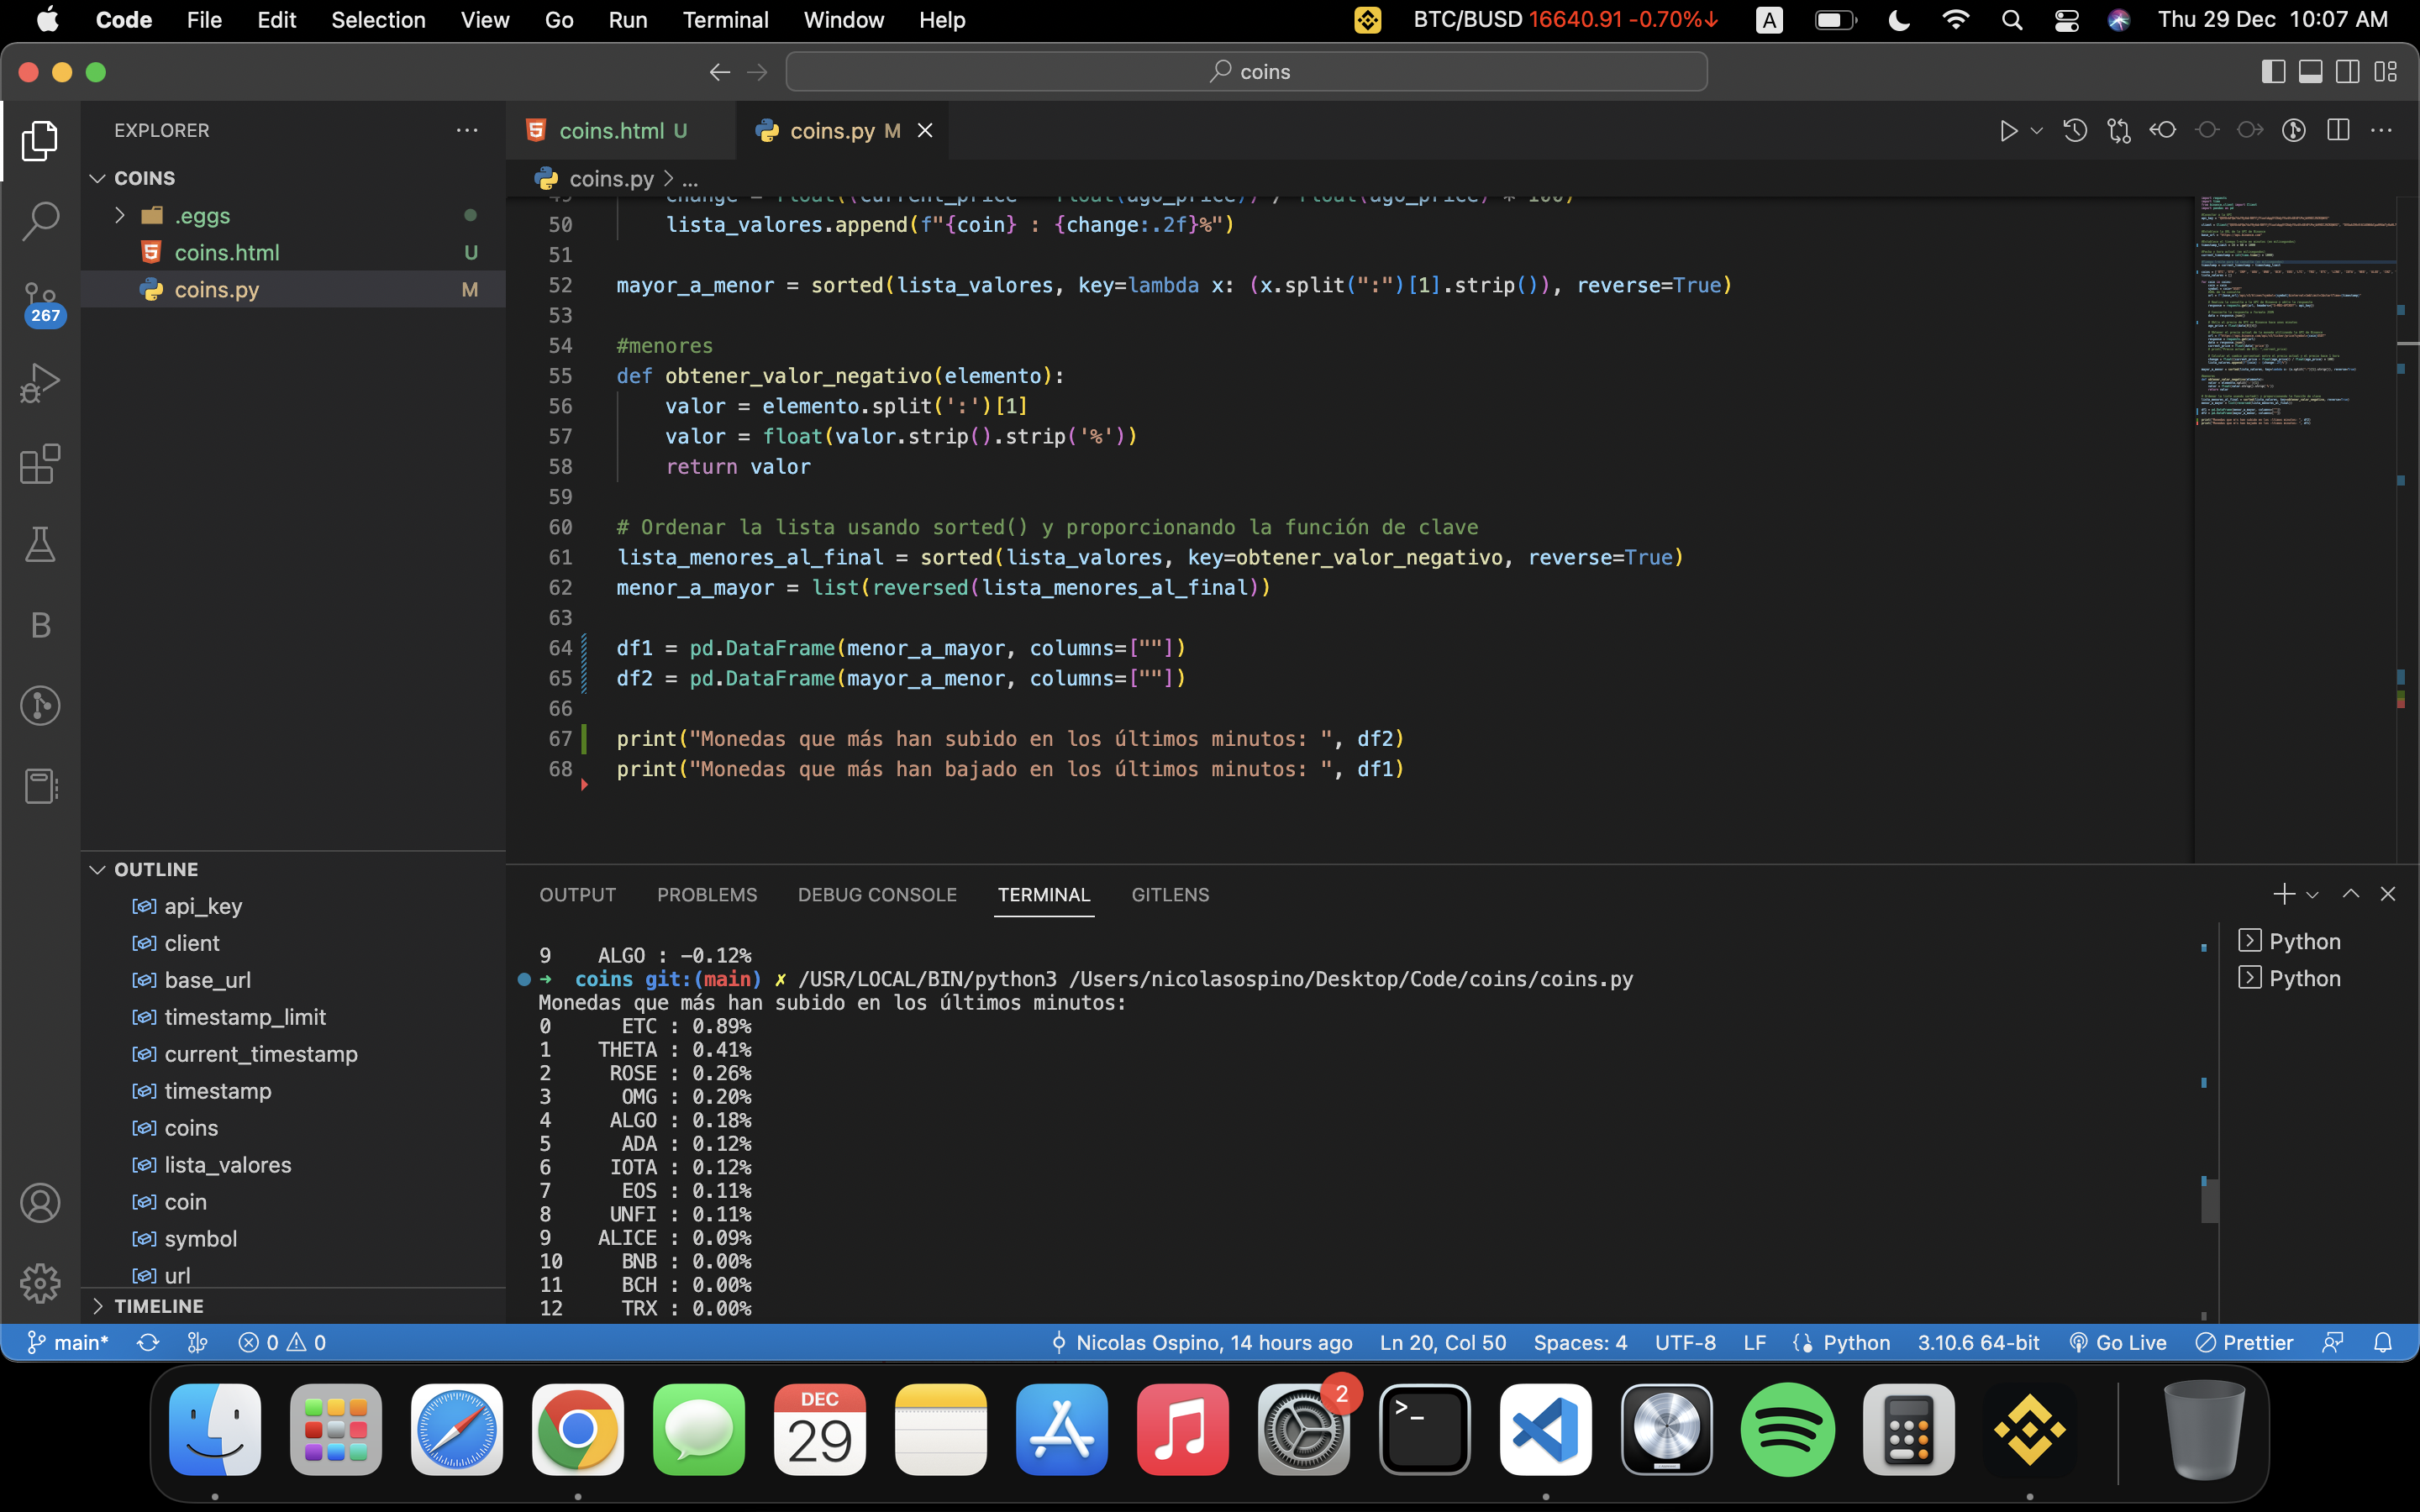 Code File Edit Selection View Go Run Terminal Window Help BTC/BUSD 16640.91 -0.70%↓ A Thu 29 Dec 10:07 AM
coins
EXPLORER
COINS
.eggs
coins.html U
coins.py M
267
B
OUTLINE
api_key
client
base_url
timestamp_limit
current_timestamp
timestamp
coins
lista_valores
coin
symbol
url
TIMELINE
coins.html U coins.py M
coins.py > ...
50 lista_valores.append(f"{coin} : {change:.2f}%")
51
52 mayor_a_menor = sorted(lista_valores, key=lambda x: (x.split(":")[1].strip()), reverse=True)
53
54 #menores
55 def obtener_valor_negativo(elemento):
56 valor = elemento.split(':')[1]
57 valor = float(valor.strip().strip('%'))
58 return valor
59
60 # Ordenar la lista usando sorted() y proporcionando la función de clave
61 lista_menores_al_final = sorted(lista_valores, key=obtener_valor_negativo, reverse=True)
62 menor_a_mayor = list(reversed(lista_menores_al_final))
63
64 df1 = pd.DataFrame(menor_a_mayor, columns=[""])
65 df2 = pd.DataFrame(mayor_a_menor, columns=[""])
66
67 print("Monedas que más han subido en los últimos minutos: ", df2)
68 print("Monedas que más han bajado en los últimos minutos: ", df1)
OUTPUT PROBLEMS DEBUG CONSOLE TERMINAL GITLENS
9 ALGO : -0.12%
➜ coins git:(main) ✗ /USR/LOCAL/BIN/python3 /Users/nicolasospino/Desktop/Code/coins/coins.py
Monedas que más han subido en los últimos minutos:
0 ETC : 0.89%
1 THETA : 0.41%
2 ROSE : 0.26%
3 OMG : 0.20%
4 ALGO : 0.18%
5 ADA : 0.12%
6 IOTA : 0.12%
7 EOS : 0.11%
8 UNFI : 0.11%
9 ALICE : 0.09%
10 BNB : 0.00%
11 BCH : 0.00%
12 TRX : 0.00%
Python
Python
main* 0 0 Nicolas Ospino, 14 hours ago Ln 20, Col 50 Spaces: 4 UTF-8 LF Python 3.10.6 64-bit Go Live Prettier
DEC
29
2
>_